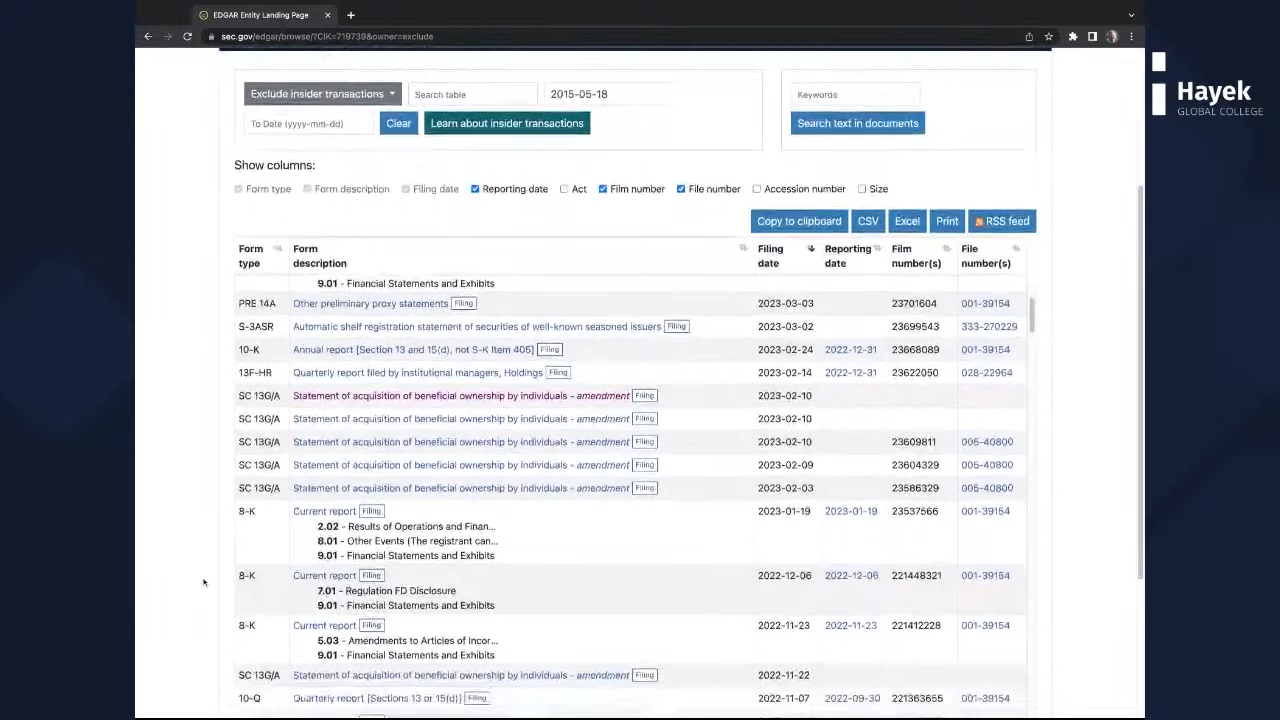 EDGAR Entity Landing Page
sec.gov/edgar/browse/?CIK=719739&owner=exclude
Hayek
GLOBAL COLLEGE
Exclude insider transactions Search table 2015-05-18 Keywords
To Date (yyyy-mm-dd) Clear Learn about insider transactions Search text in documents
Show columns:
Form type Form description Filing date Reporting date Act Film number File number Accession number Size
Copy to clipboard CSV Excel Print RSS feed
Form type Form description Filing date Reporting date Film number(s) File number(s)
9.01 - Financial Statements and Exhibits
PRE 14A Other preliminary proxy statements Filing 2023-03-03 23701604 001-39154
S-3ASR Automatic shelf registration statement of securities of well-known seasoned issuers Filing 2023-03-02 23699543 333-270229
10-K Annual report [Section 13 and 15(d), not S-K Item 405] Filing 2023-02-24 2022-12-31 23668089 001-39154
13F-HR Quarterly report filed by institutional managers, Holdings Filing 2023-02-14 2022-12-31 23622050 028-22964
SC 13G/A Statement of acquisition of beneficial ownership by individuals - amendment Filing 2023-02-10
SC 13G/A Statement of acquisition of beneficial ownership by individuals - amendment Filing 2023-02-10
SC 13G/A Statement of acquisition of beneficial ownership by individuals - amendment Filing 2023-02-10 23609811 005-40800
SC 13G/A Statement of acquisition of beneficial ownership by individuals - amendment Filing 2023-02-09 23604329 005-40800
SC 13G/A Statement of acquisition of beneficial ownership by individuals - amendment Filing 2023-02-03 23586329 005-40800
8-K Current report Filing 2023-01-19 2023-01-19 23537566 001-39154
2.02 - Results of Operations and Finan...
8.01 - Other Events (The registrant can...
9.01 - Financial Statements and Exhibits
8-K Current report Filing 2022-12-06 2022-12-06 221448321 001-39154
7.01 - Regulation FD Disclosure
9.01 - Financial Statements and Exhibits
8-K Current report Filing 2022-11-23 2022-11-23 221412228 001-39154
5.03 - Amendments to Articles of Incor...
9.01 - Financial Statements and Exhibits
SC 13G/A Statement of acquisition of beneficial ownership by individuals - amendment Filing 2022-11-22
10-Q Quarterly report [Sections 13 or 15(d)] Filing 2022-11-07 2022-09-30 221363655 001-39154